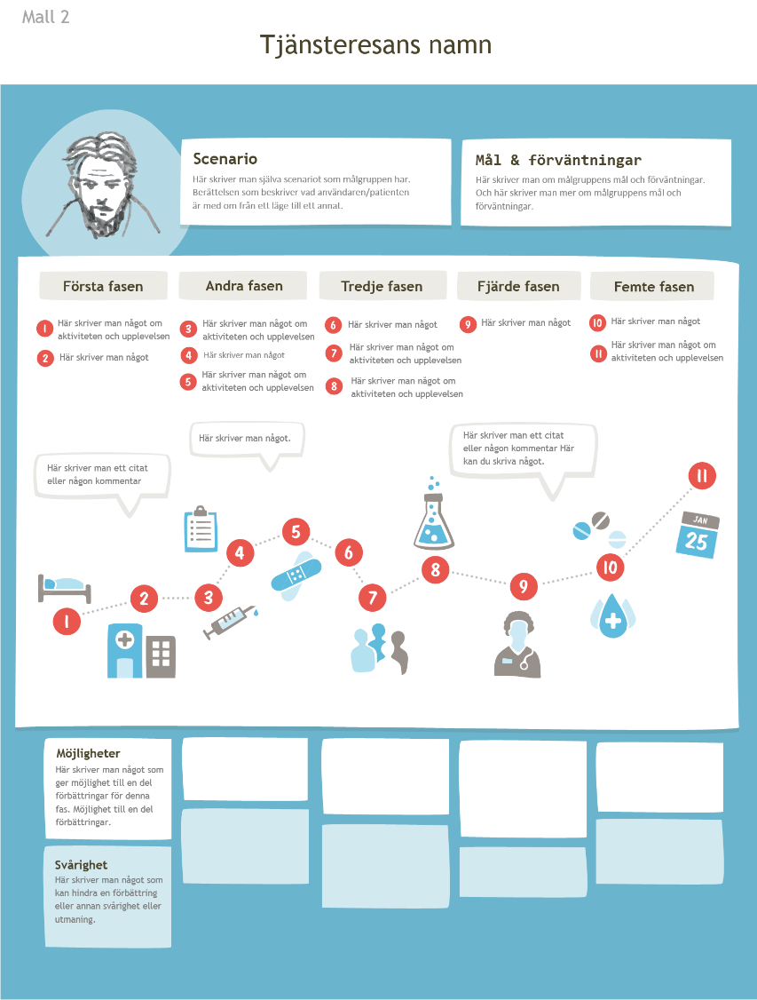 Mall 2
Tjänsteresans namn
Scenario
Här skriver man själva scenariot som målgruppen har.
Berättelsen som beskriver vad användaren/patienten
är med om från ett läge till ett annat.
Mål & förväntningar
Här skriver man om målgruppens mål och förväntningar.
Och här skriver man mer om målgruppens mål och
förväntningar.
Första fasen
1 Här skriver man något om
aktiviteten och upplevelsen
2 Här skriver man något
Andra fasen
3 Här skriver man något om
aktiviteten och upplevelsen
4 Här skriver man något
5 Här skriver man något om
aktiviteten och upplevelsen
Tredje fasen
6 Här skriver man något
7 Här skriver man något om
aktiviteten och upplevelsen
8 Här skriver man något om
aktiviteten och upplevelsen
Fjärde fasen
9 Här skriver man något
Femte fasen
10 Här skriver man något
11 Här skriver man något om
aktiviteten och upplevelsen
Här skriver man ett citat
eller någon kommentar
Här skriver man något.
Här skriver man ett citat
eller någon kommentar Här
kan du skriva något.
1
2
3
4
5
6
7
8
9
10
11
JAN
25
Möjligheter
Här skriver man något som
ger möjlighet till en del
förbättringar för denna
fas. Möjlighet till en del
förbättringar.
Svårighet
Här skriver man något som
kan hindra en förbättring
eller annan svårighet eller
utmaning.